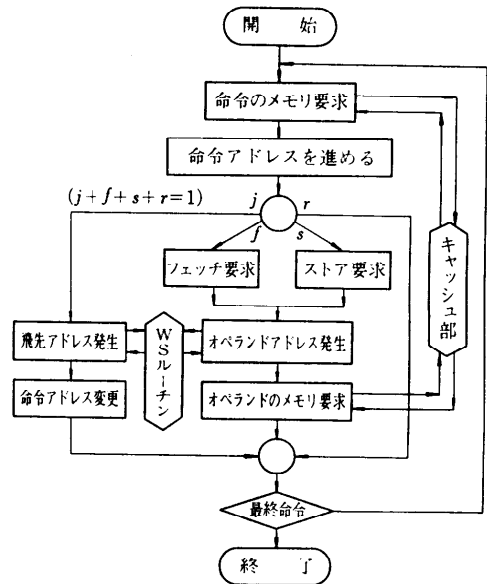 開始
命令のメモリ要求
命令アドレスを進める
(j+f+s+r=1)
j
r
f
s
フェッチ要求
ストア要求
キャッシュ部
飛先アドレス発生
WSルーチン
オペランドアドレス発生
命令アドレス変更
オペランドのメモリ要求
最終命令
終了